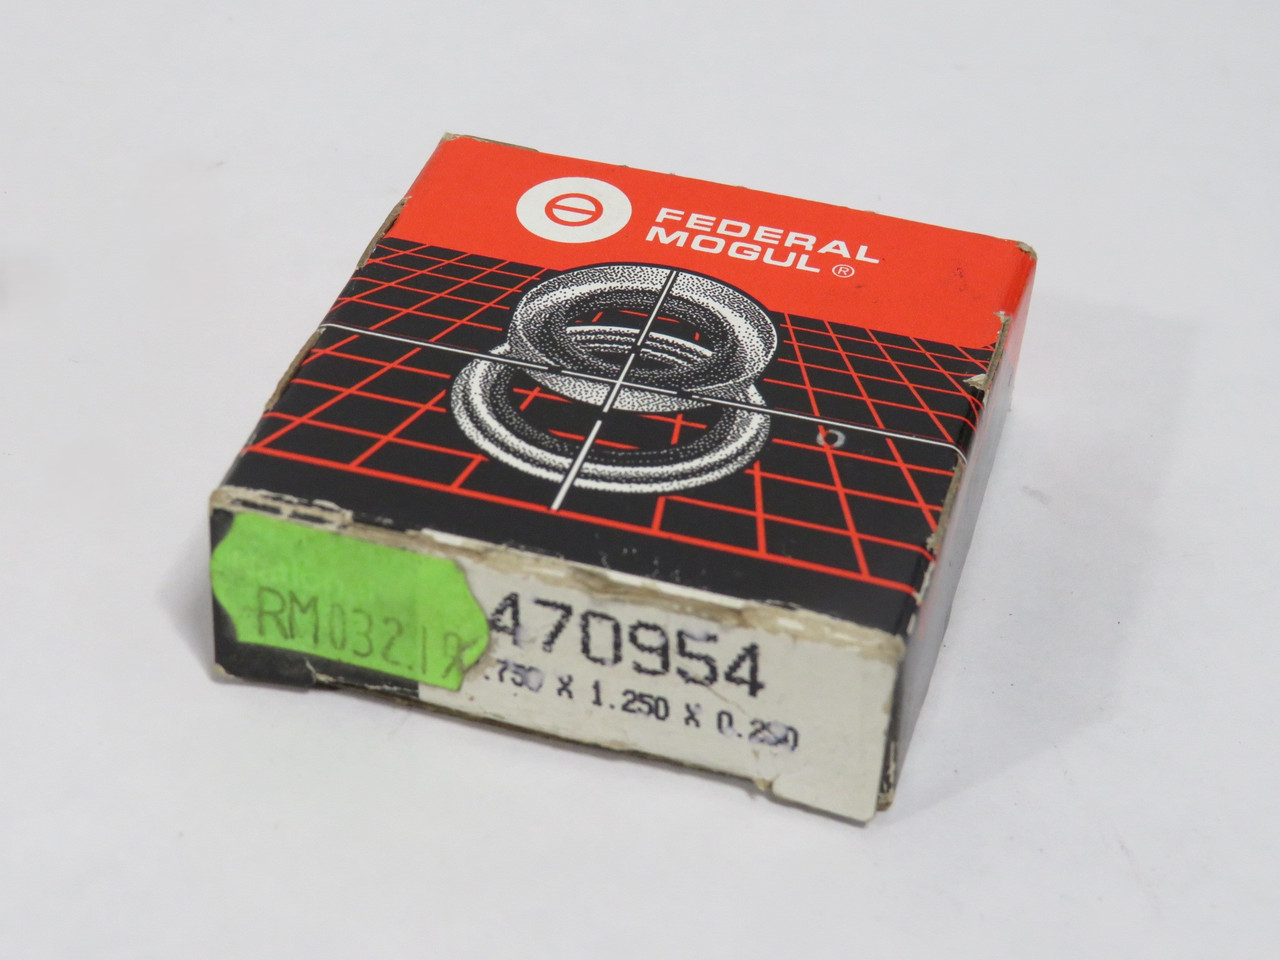 FEDERAL
MOGUL®
RM032.19
470954
.750 x 1.250 x 0.250